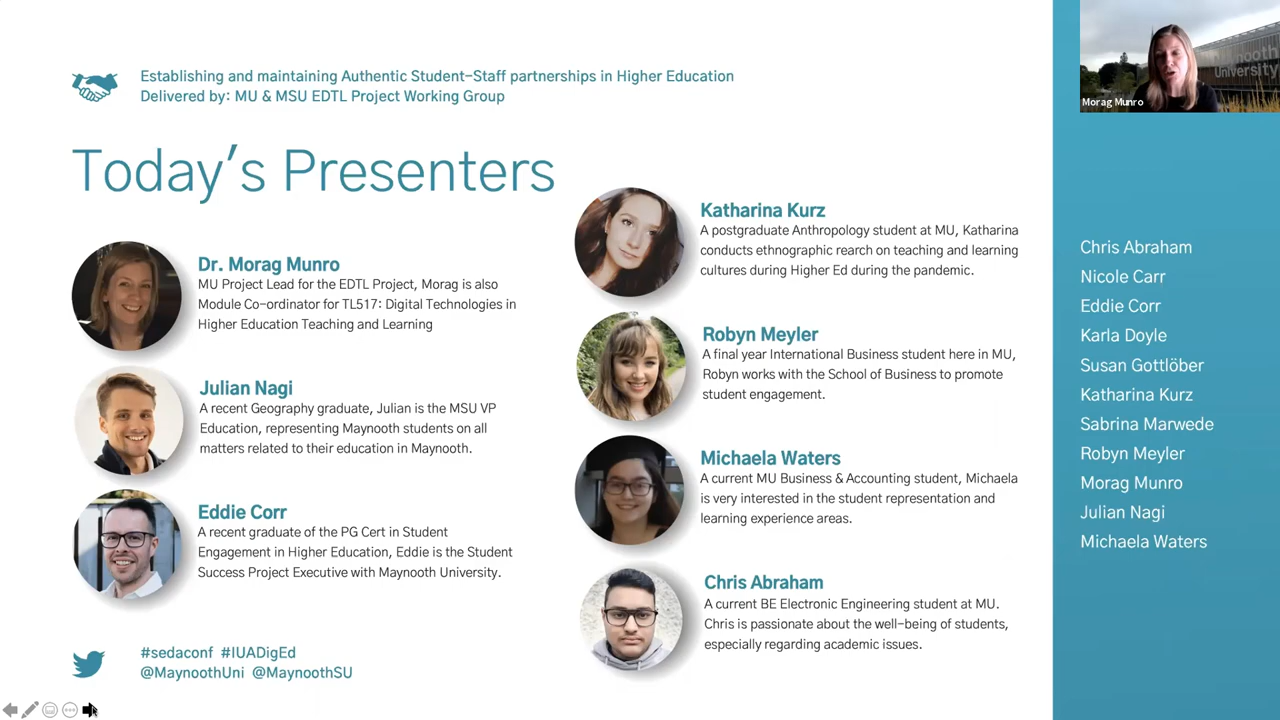 Establishing and maintaining Authentic Student-Staff partnerships in Higher Education
Delivered by: MU & MSU EDTL Project Working Group
Today's Presenters
Dr. Morag Munro
MU Project Lead for the EDTL Project, Morag is also
Module Co-ordinator for TL517: Digital Technologies in
Higher Education Teaching and Learning
Julian Nagi
A recent Geography graduate, Julian is the MSU VP
Education, representing Maynooth students on all
matters related to their education in Maynooth.
Eddie Corr
A recent graduate of the PG Cert in Student
Engagement in Higher Education, Eddie is the Student
Success Project Executive with Maynooth University.
Katharina Kurz
A postgraduate Anthropology student at MU, Katharina
conducts ethnographic rearch on teaching and learning
cultures during Higher Ed during the pandemic.
Robyn Meyler
A final year International Business student here in MU,
Robyn works with the School of Business to promote
student engagement.
Michaela Waters
A current MU Business & Accounting student, Michaela
is very interested in the student representation and
learning experience areas.
Chris Abraham
A current BE Electronic Engineering student at MU.
Chris is passionate about the well-being of students,
especially regarding academic issues.
#sedaconf #IUADigEd
@MaynoothUni @MaynoothSU
University
Morag Munro
Chris Abraham
Nicole Carr
Eddie Corr
Karla Doyle
Susan Gottlöber
Katharina Kurz
Sabrina Marwede
Robyn Meyler
Morag Munro
Julian Nagi
Michaela Waters